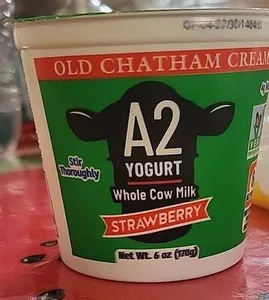 OLD CHATHAM CREAM
A2
YOGURT
Stir
Thoroughly
Whole Cow Milk
STRAWBERRY
Net Wt. 6 oz (170g)